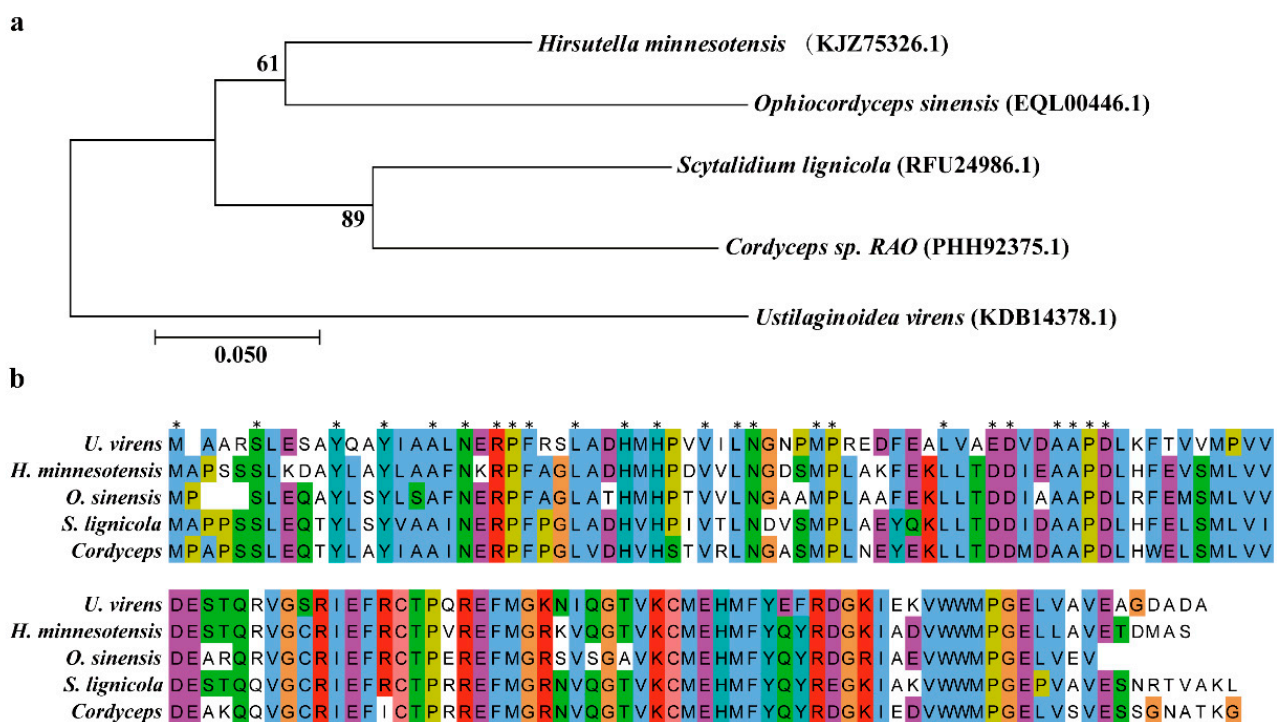 a
Hirsutella minnesotensis (KJZ75326.1)
61
Ophiocordyceps sinensis (EQL00446.1)
Scytalidium lignicola (RFU24986.1)
89
Cordyceps sp. RAO (PHH92375.1)
Ustilaginoidea virens (KDB14378.1)
0.050
b
* * * * * * * * * * * * * * * * * * * * * * * *
U. virens M AARSLESAYQAYIAALNERPFRSLADHMHPVVILNGNPMPREDFEALVAEDVDAAPDLKFTVVMPVV
H. minnesotensis MAPSSSLKDAYLAYLAAFNKRPFAGLADHMHPDVVLNGDSMPLAKFEKLLTDDIEAAPDLHFEVSMLVV
O. sinensis MP SLEQAYLSYLSAFNERPFAGLATHMHPTVVLNGAAMPLAAFEKLLTDDIAAAPDLRFEMSMLVV
S. lignicola MAPPSSLEQTYLSYVAAINERPFPGLADHVHPIVTLNDVSMPLAEYQKLLTDDIDAAPDLHFELSMLVI
Cordyceps MPAPSSLEQTYLAYIAAINERPFPGLVDHVHSTVRLNGASMPLNEYEKLLTDDMDAAPDLHWELSMLVV
U. virens DESTQRVGSRIEFRCTPQREFMGKNIQGTVKCMEHMFYEFRDGKIEKVWWMPGELVAVEAGDADA
H. minnesotensis DESTQRVGCRIEFRCTPVREFMGRKVQGTVKCMEHMFYQYRDGKIADVWWMPGELLAVETDMAS
O. sinensis DEARQRVGCRIEFRCTPEREFMGRSVSGAVKCMEHMFYQYRDGRIAEVWWMPGELVEV
S. lignicola DESTQQVGCRIEFRCTPRREFMGRNVQGTVKCMEHMFYQYREGKIAKVWWMPGEPVAVESNRTVAKL
Cordyceps DEAKQQVGCRIEFICTPRREFMGRNVQGTVKCMEHMFYQYRDGKIEDVWWMPGELVSVESSGNATKG